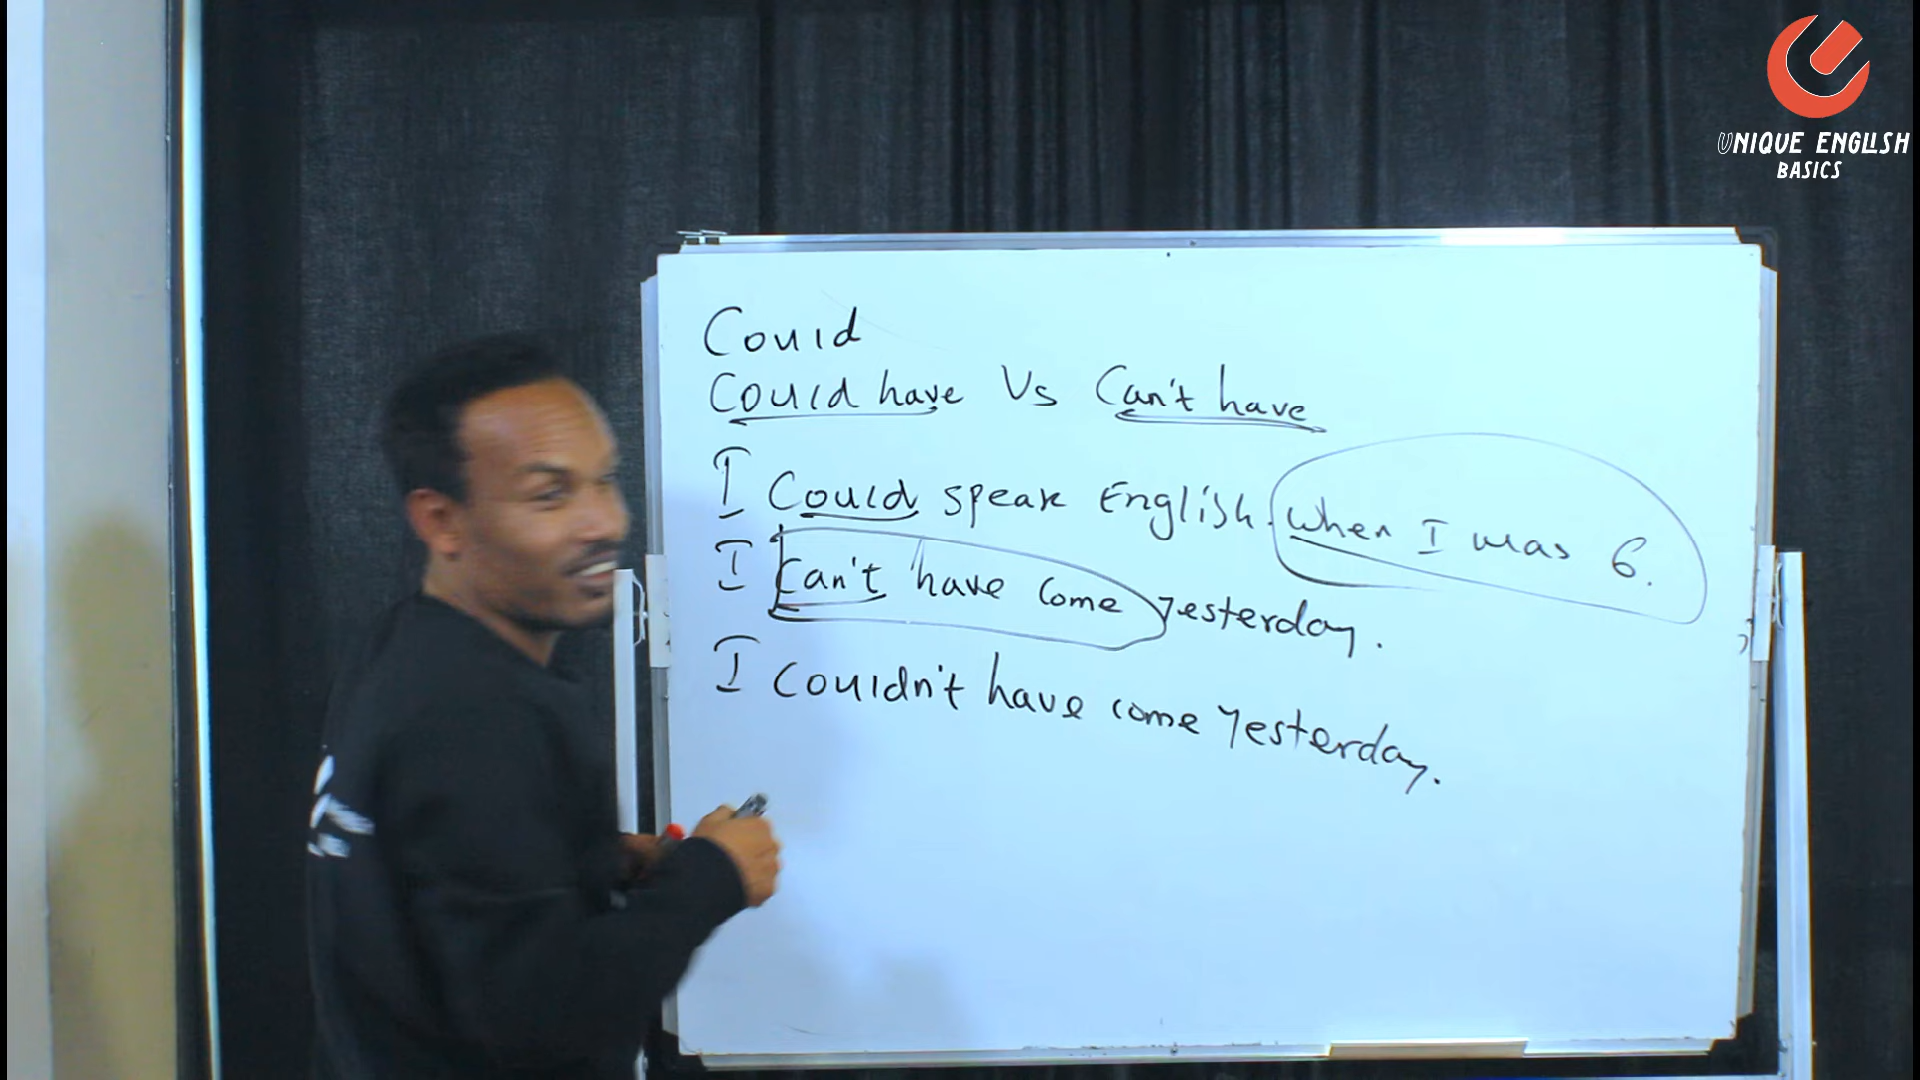 UNIQUE ENGLISH
BASICS
Could
Could have Vs Can't have
I Could speak English when I was 6.
I Can't have come yesterday.
I Couldn't have come yesterday.